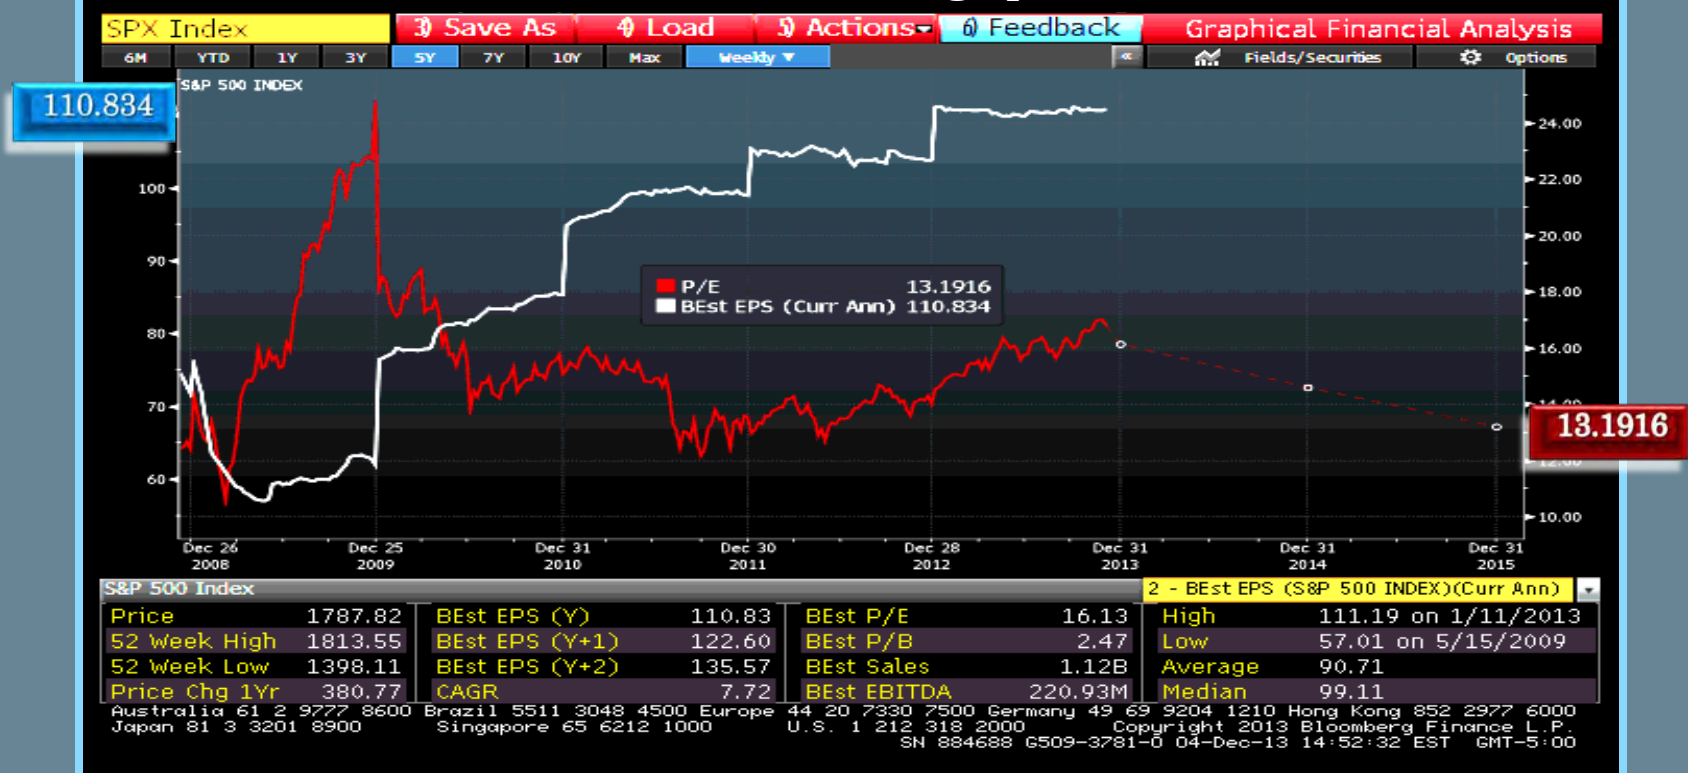 SPX Index 3) Save As 4) Load 5) Actions 6) Feedback Graphical Financial Analysis
6M YTD 1Y 3Y 5Y 7Y 10Y Max Weekly « Fields/Securities Options
S&P 500 INDEX
110.834
24.00
100
22.00
20.00
90
P/E 13.1916
BEst EPS (Curr Ann) 110.834
18.00
80
16.00
70
14.00
13.1916
12.00
60
10.00
Dec 26 Dec 25 Dec 31 Dec 30 Dec 28 Dec 31 Dec 31 Dec 31
2008 2009 2010 2011 2012 2013 2014 2015
S&P 500 Index 2 - BEst EPS (S&P 500 INDEX)(Curr Ann)
Price 1787.82 BEst EPS (Y) 110.83 BEst P/E 16.13 High 111.19 on 1/11/2013
52 Week High 1813.55 BEst EPS (Y+1) 122.60 BEst P/B 2.47 Low 57.01 on 5/15/2009
52 Week Low 1398.11 BEst EPS (Y+2) 135.57 BEst Sales 1.12B Average 90.71
Price Chg 1Yr 380.77 CAGR 7.72 BEst EBITDA 220.93M Median 99.11
Australia 61 2 9777 8600 Brazil 5511 3048 4500 Europe 44 20 7330 7500 Germany 49 69 9204 1210 Hong Kong 852 2977 6000
Japan 81 3 3201 8900 Singapore 65 6212 1000 U.S. 1 212 318 2000 Copyright 2013 Bloomberg Finance L.P.
SN 884688 G509-3781-0 04-Dec-13 14:52:32 EST GMT-5:00